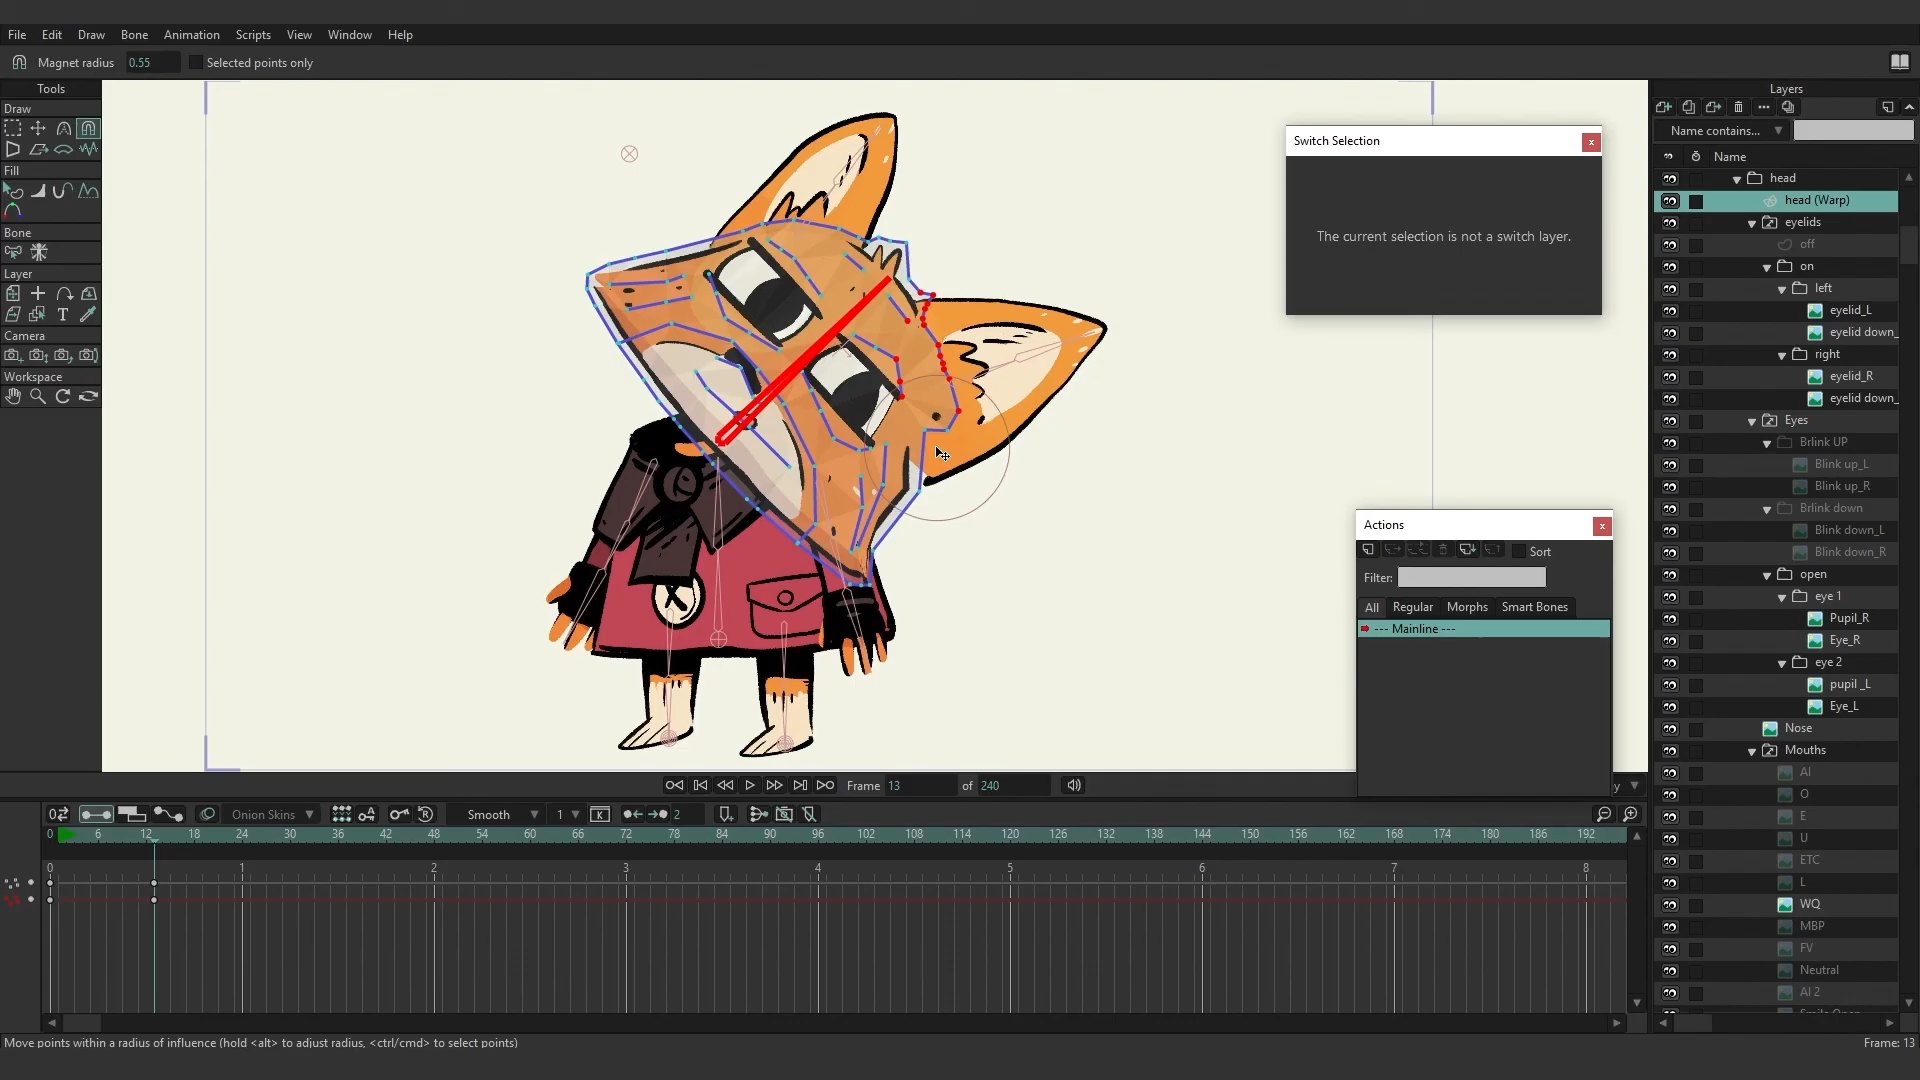 File Edit Draw Bone Animation Scripts View Window Help
Magnet radius 0.55 Selected points only
Tools
Draw
Fill
Bone
Layer
Camera
Workspace
Switch Selection
x
The current selection is not a switch layer.
Actions
x
Sort
Filter:
All Regular Morphs Smart Bones
--- Mainline ---
Layers
Name contains...
Name
head
head (Warp)
eyelids
off
on
left
eyelid_L
eyelid down_
right
eyelid_R
eyelid down_
Eyes
Brlink UP
Blink up_L
Blink up_R
Brlink down
Blink down_L
Blink down_R
open
eye 1
Pupil_R
Eye_R
eye 2
pupil _L
Eye_L
Nose
Mouths
AI
O
E
U
ETC
L
WQ
MBP
FV
Neutral
AI 2
Frame 13 of 240
y
Onion Skins Smooth 1 2
0 6 12 18 24 30 36 42 48 54 60 66 72 78 84 90 96 102 108 114 120 126 132 138 144 150 156 162 168 174 180 186 192
0 1 2 3 4 5 6 7 8
Move points within a radius of influence (hold <alt> to adjust radius, <ctrl/cmd> to select points)
Frame: 13